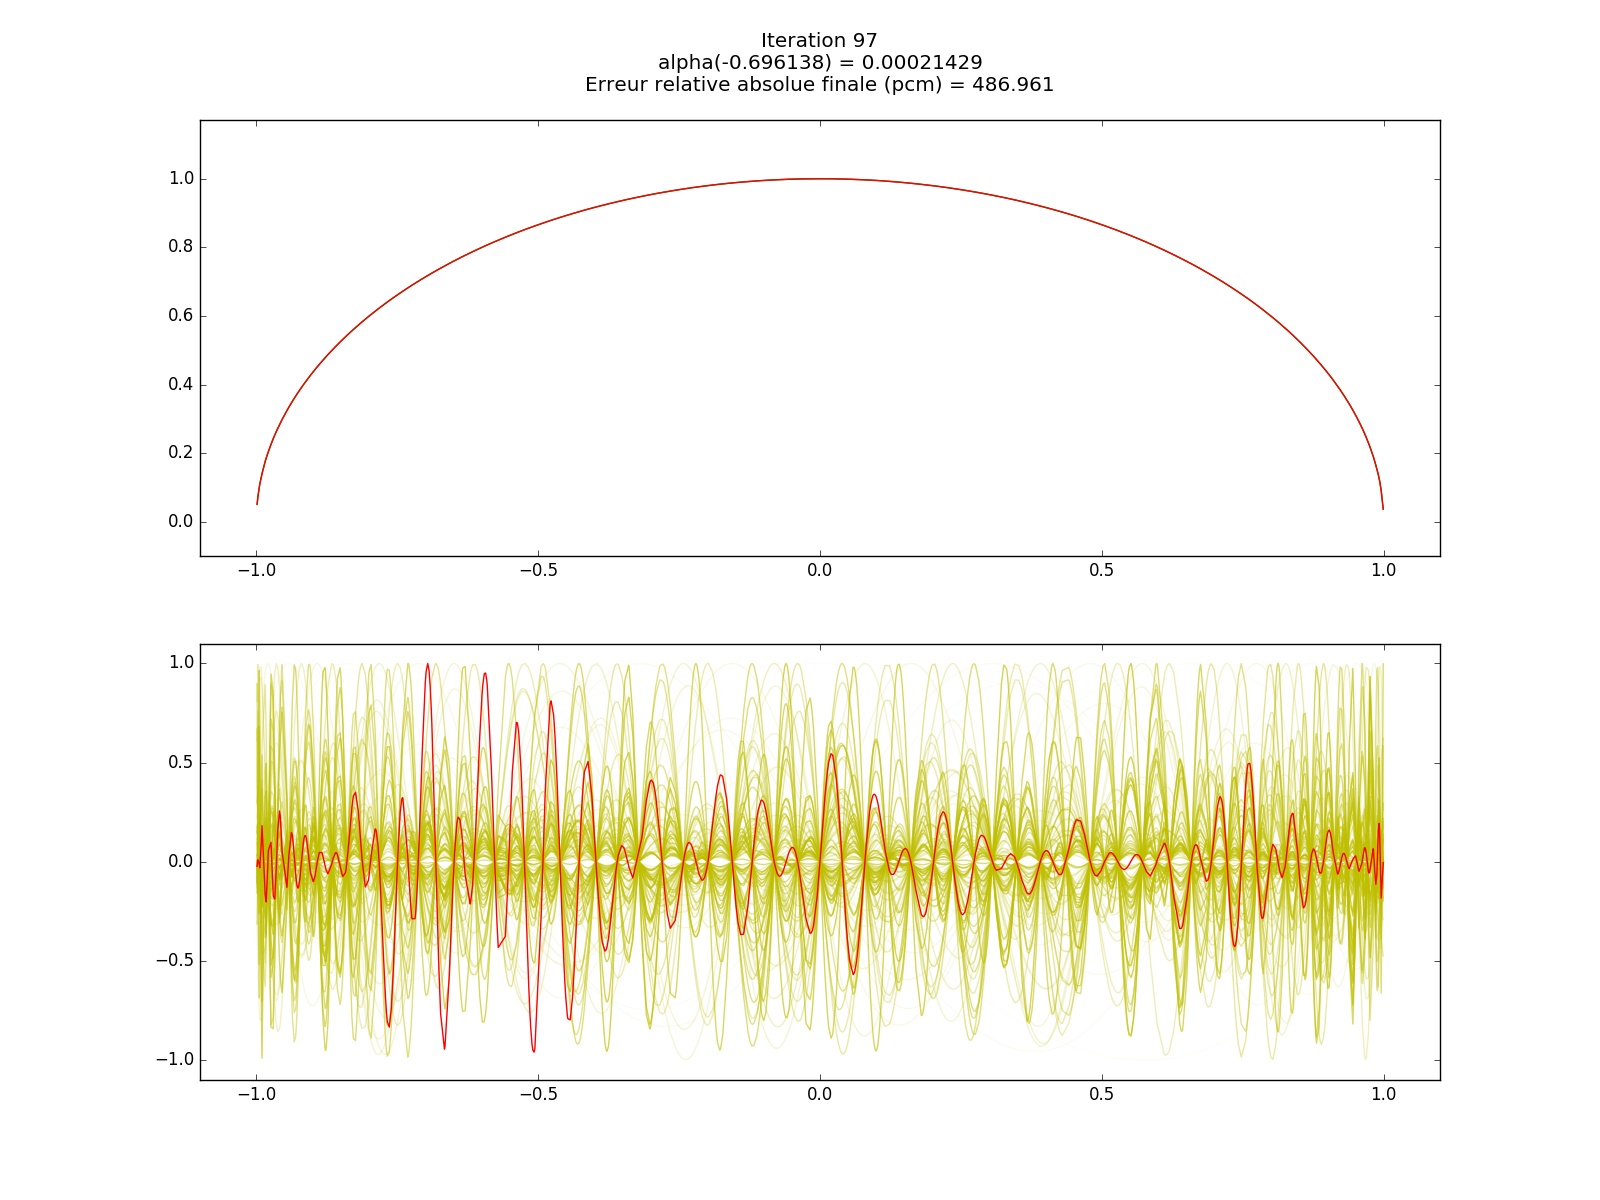 Iteration 97
alpha(-0.696138) = 0.00021429
Erreur relative absolue finale (pcm) = 486.961
1.0
0.8
0.6
0.4
0.2
0.0
−1.0 −0.5 0.0 0.5 1.0
1.0
0.5
0.0
−0.5
−1.0
−1.0 −0.5 0.0 0.5 1.0